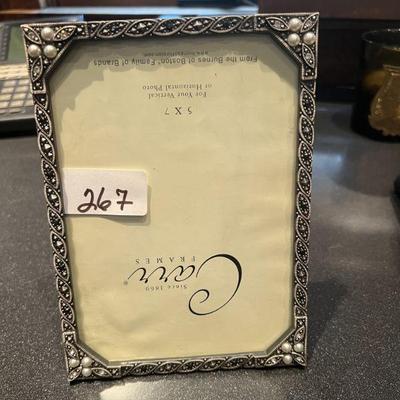 267
Carr®
FRAMES
Since 1869
5 X 7
For Your Vertical
or Horizontal Photo
From the Burnes of Boston® Family of Brands